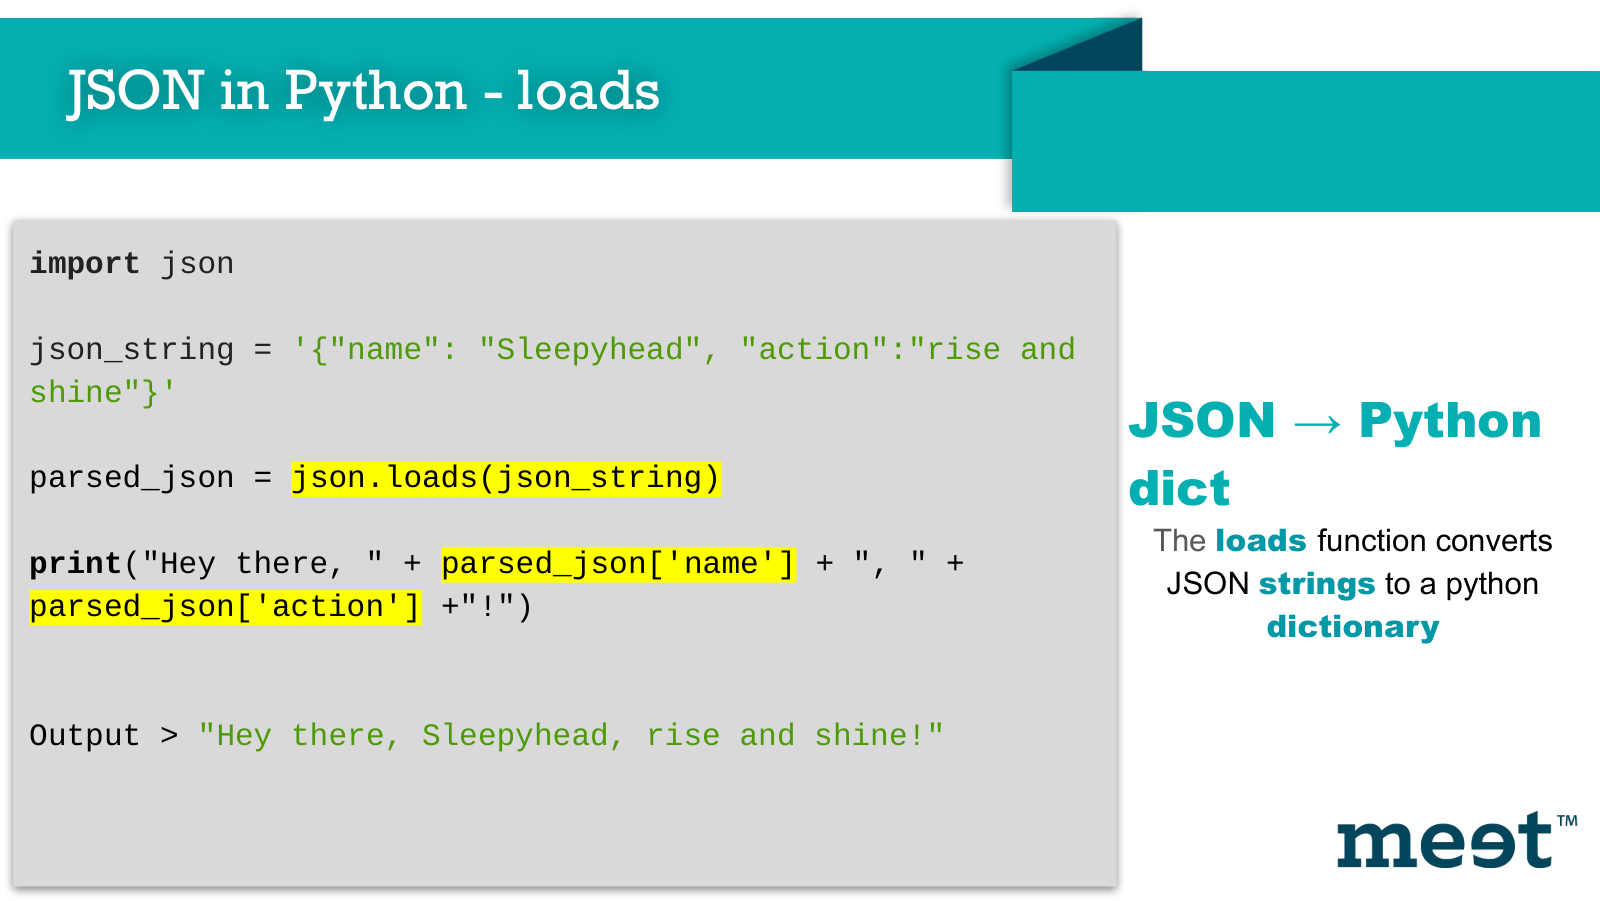 JSON in Python - loads
import json
json_string = '{"name": "Sleepyhead", "action":"rise and
shine"}'
parsed_json = json.loads(json_string)
print("Hey there, " + parsed_json['name'] + ", " +
parsed_json['action'] +"!")
Output > "Hey there, Sleepyhead, rise and shine!"
JSON → Python
dict
The loads function converts
JSON strings to a python
dictionary
meet™